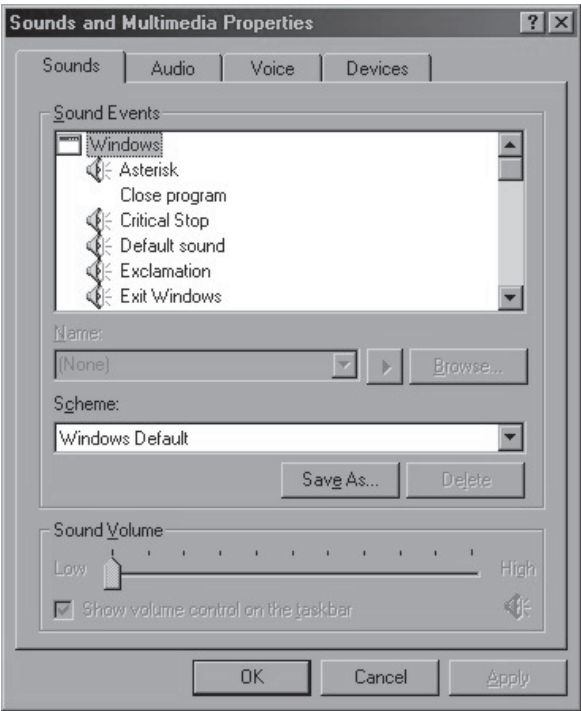 Sounds and Multimedia Properties
Sounds Audio Voice Devices
Sound Events
Windows
Asterisk
Close program
Critical Stop
Default sound
Exclamation
Exit Windows
Name:
(None) Browse...
Scheme:
Windows Default
Save As... Delete
Sound Volume
Low High
Show volume control on the taskbar
OK Cancel Apply